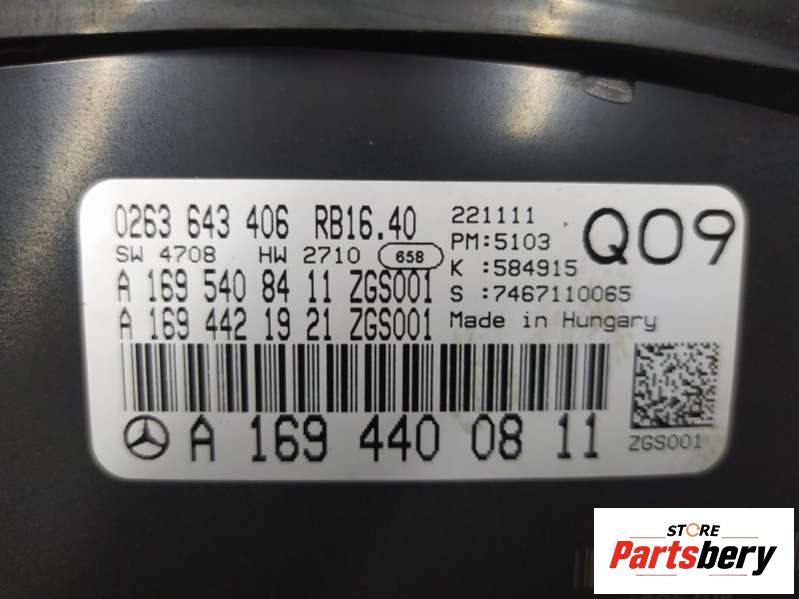 0263 643 406 RB16.40
221111
Q09
SW 4708 HW 2710 658
PM:5103
K :584915
A 169 540 84 11 ZGS001
S :7467110065
A 169 442 19 21 ZGS001
Made in Hungary
A 169 440 08 11
ZGS001
STORE
Partsbery